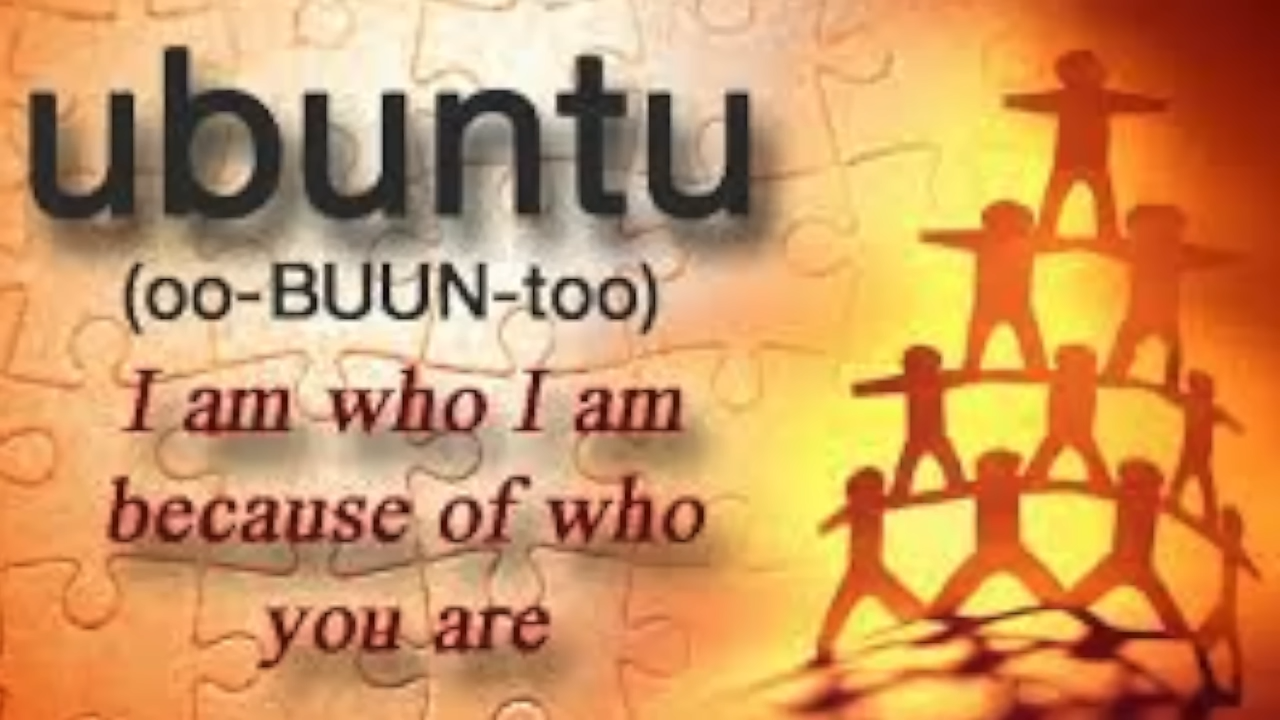 ubuntu
(oo-BUUN-too)
I am who I am
because of who
you are